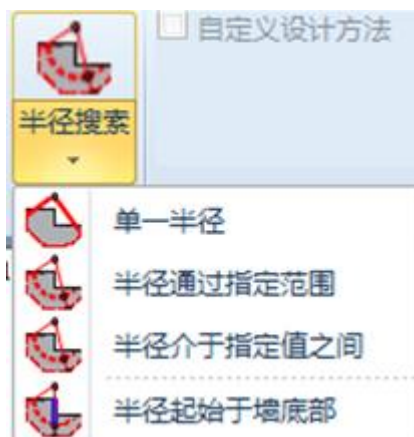 自定义设计方法
半径搜索
单一半径
半径通过指定范围
半径介于指定值之间
半径起始于墙底部